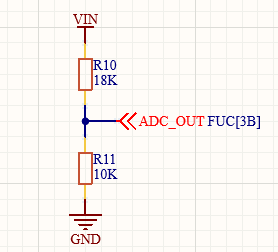 VIN
R10
18K
ADC_OUT FUC[3B]
R11
10K
GND